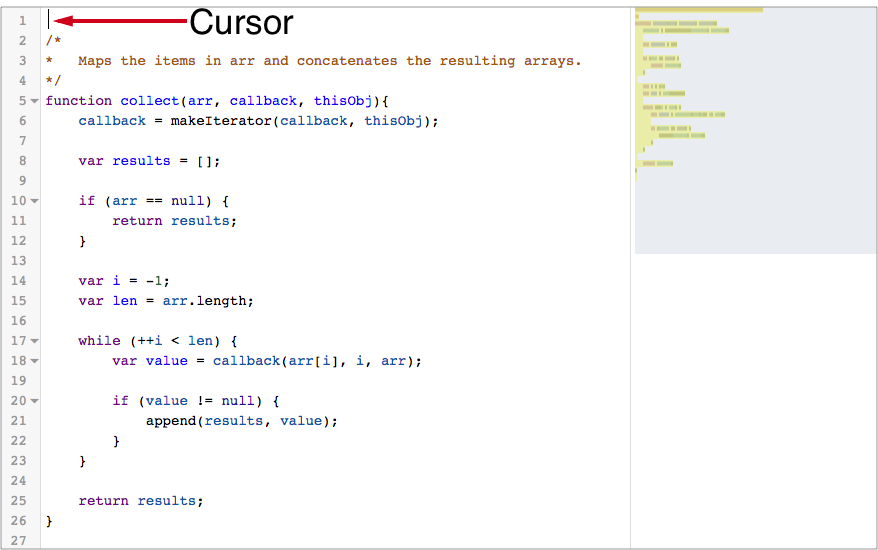 1 Cursor
2 /*
3 *   Maps the items in arr and concatenates the resulting arrays.
4 */
5 function collect(arr, callback, thisObj){
6     callback = makeIterator(callback, thisObj);
7
8     var results = [];
9
10     if (arr == null) {
11         return results;
12     }
13
14     var i = -1;
15     var len = arr.length;
16
17     while (++i < len) {
18         var value = callback(arr[i], i, arr);
19
20         if (value != null) {
21             append(results, value);
22         }
23     }
24
25     return results;
26 }
27